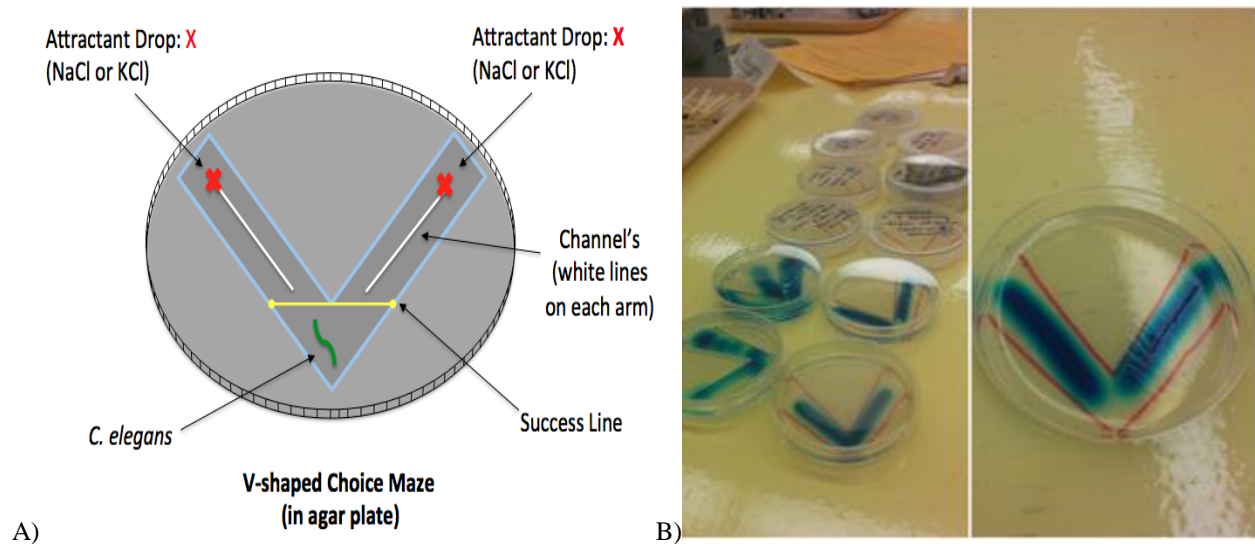 Attractant Drop: X
(NaCl or KCl)
Attractant Drop: X
(NaCl or KCl)
Channel's
(white lines
on each arm)
Success Line
C. elegans
V-shaped Choice Maze
(in agar plate)
A)
B)